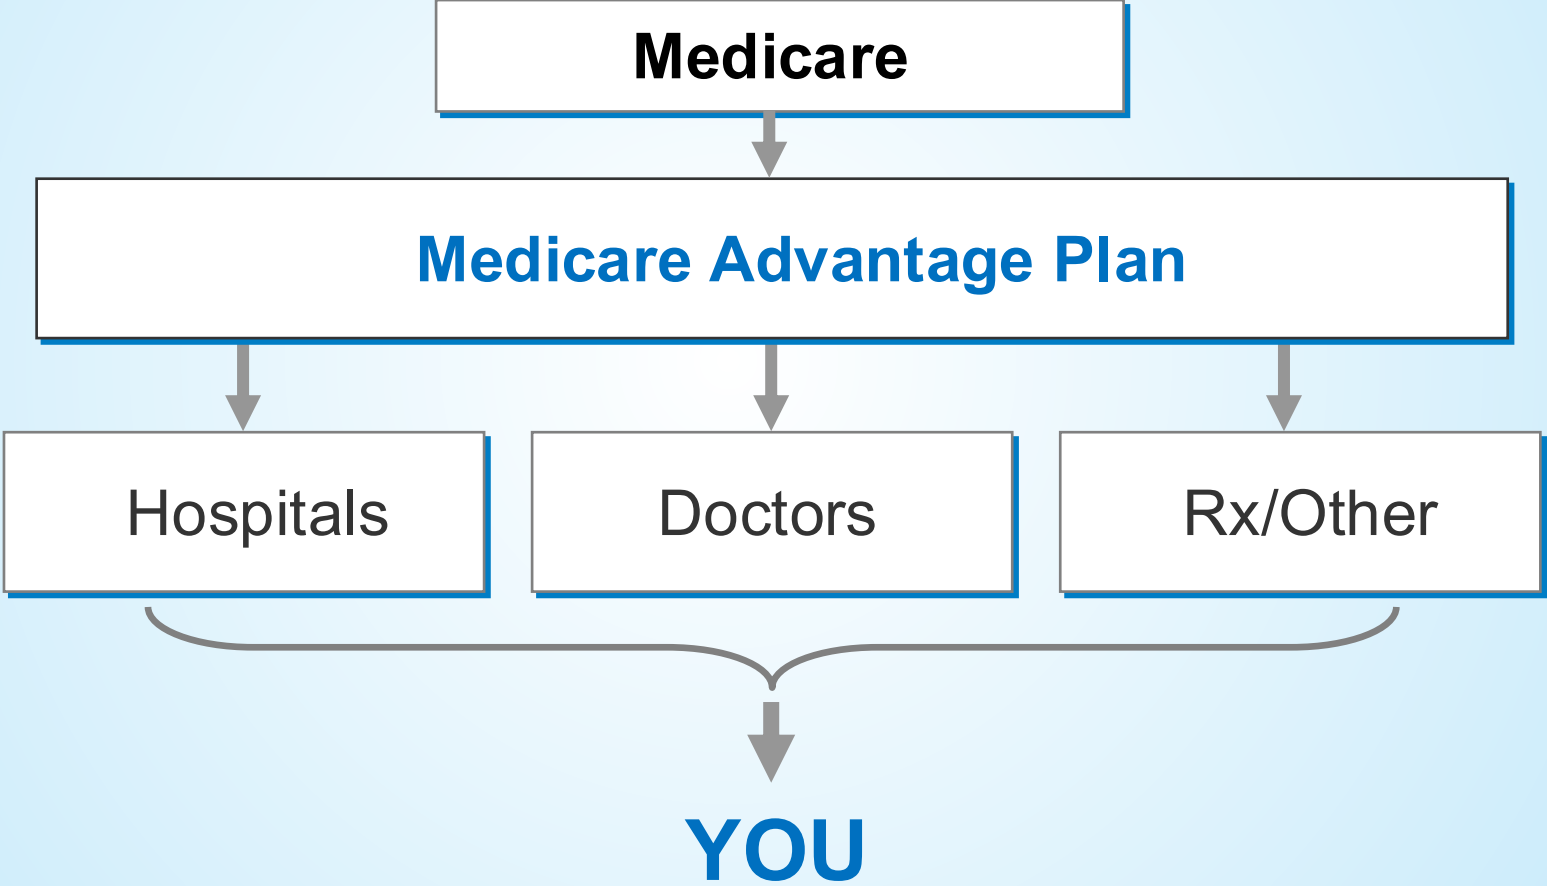 Medicare
Medicare Advantage Plan
Hospitals
Doctors
Rx/Other
YOU